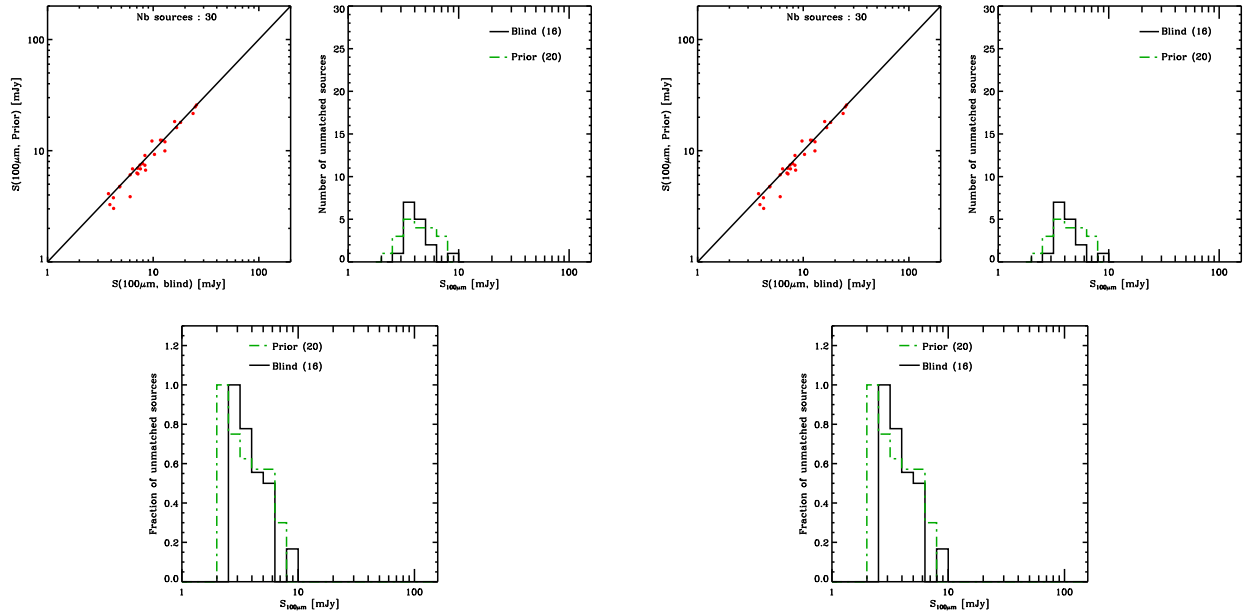 Nb sources : 30
100
10
1
1
10
100
S(100μm, Prior) [mJy]
S(100μm, blind) [mJy]
30
25
20
15
10
5
0
1
10
100
Number of unmatched sources
S100μm [mJy]
Blind (16)
Prior (20)
Nb sources : 30
100
10
1
1
10
100
S(100μm, Prior) [mJy]
S(100μm, blind) [mJy]
30
25
20
15
10
5
0
1
10
100
Number of unmatched sources
S100μm [mJy]
Blind (16)
Prior (20)
1.2
1.0
0.8
0.6
0.4
0.2
0.0
1
10
100
Fraction of unmatched sources
S100μm [mJy]
Prior (20)
Blind (16)
1.2
1.0
0.8
0.6
0.4
0.2
0.0
1
10
100
Fraction of unmatched sources
S100μm [mJy]
Prior (20)
Blind (16)